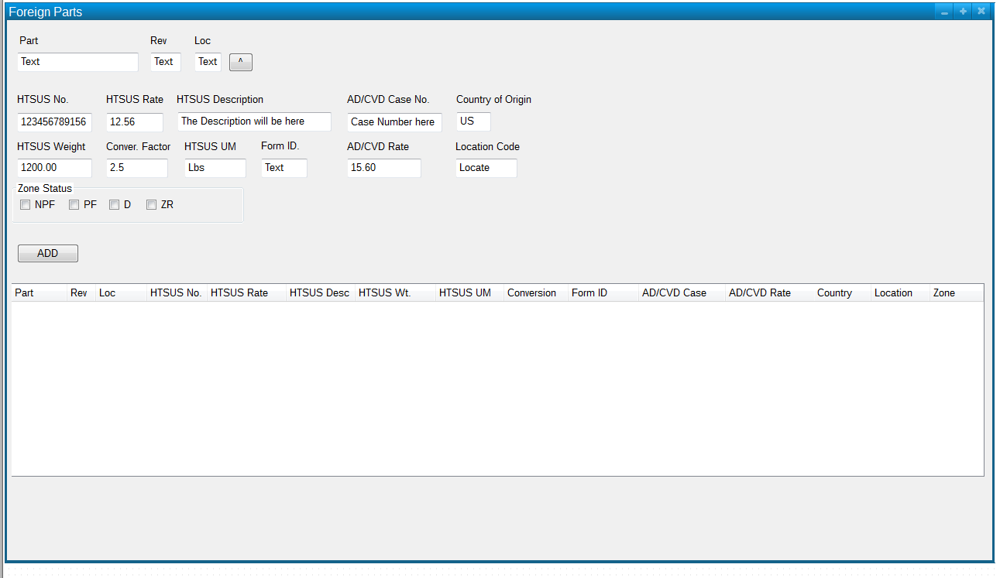 Foreign Parts
Part Rev Loc
Text Text Text ^
HTSUS No. HTSUS Rate HTSUS Description AD/CVD Case No. Country of Origin
123456789156 12.56 The Description will be here Case Number here US
HTSUS Weight Conver. Factor HTSUS UM Form ID. AD/CVD Rate Location Code
1200.00 2.5 Lbs Text 15.60 Locate
Zone Status
NPF PF D ZR
ADD
Part Rev Loc HTSUS No. HTSUS Rate HTSUS Desc HTSUS Wt. HTSUS UM Conversion Form ID AD/CVD Case AD/CVD Rate Country Location Zone